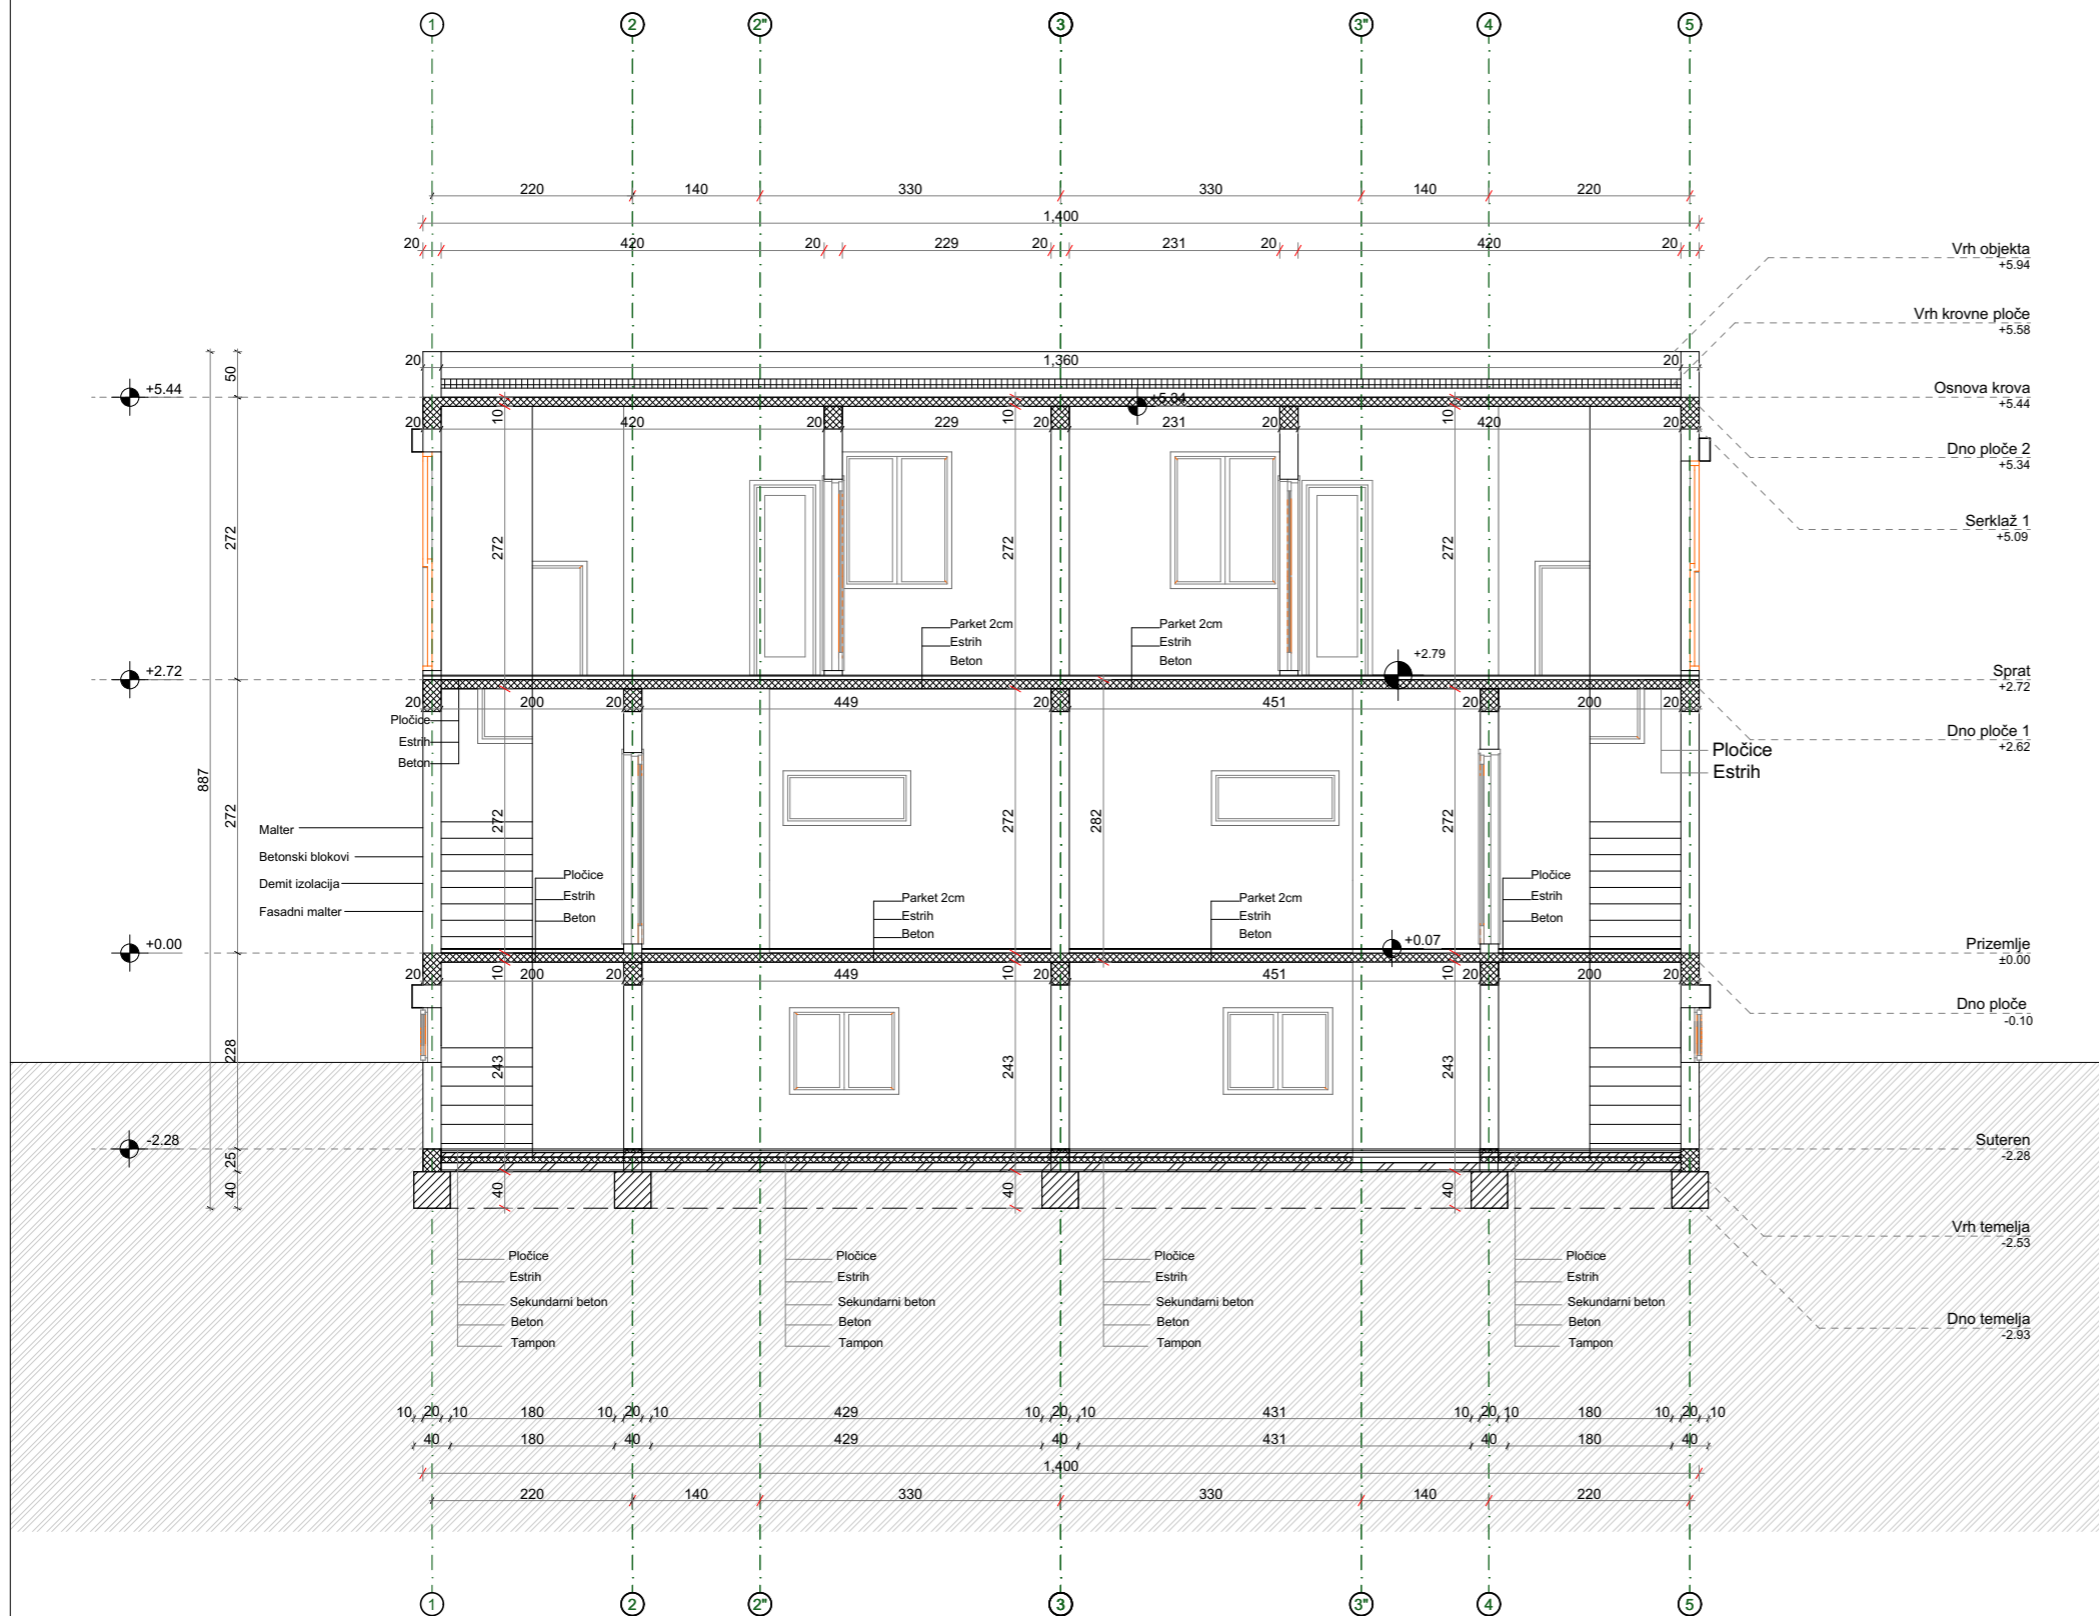 1 2 2" 3 3" 4 5
220 140 330 330 140 220
1,400
20 420 20 229 20 231 20 420 20
Vrh objekta
+5.94
Vrh krovne ploče
+5.58
20 1,360 20
50
+5.44
Osnova krova
+5.44
+5.34
10 10 10
20 420 20 229 20 231 20 420 20
Dno ploče 2
+5.34
Serklaž 1
+5.09
272 272 272 272
Parket 2cm
Estrih
Beton
Parket 2cm
Estrih
Beton
+2.79
+2.72
Sprat
+2.72
20 200 20 449 20 451 20 200 20
Pločice
Estrih
Beton
Dno ploče 1
+2.62
Pločice
Estrih
887
272 272 272 282 272
Malter
Betonski blokovi
Demit izolacija
Fasadni malter
Pločice
Estrih
Beton
Parket 2cm
Estrih
Beton
Parket 2cm
Estrih
Beton
Pločice
Estrih
Beton
+0.00
+0.07
Prizemlje
±0.00
10 10 10
20 200 20 449 20 451 20 200 20
Dno ploče
-0.10
228 243 243 243
-2.28
Suteren
-2.28
25
40 40 40 40
Vrh temelja
-2.53
Pločice
Estrih
Sekundarni beton
Beton
Tampon
Pločice
Estrih
Sekundarni beton
Beton
Tampon
Pločice
Estrih
Sekundarni beton
Beton
Tampon
Pločice
Estrih
Sekundarni beton
Beton
Tampon
Dno temelja
-2.93
10 20 10 180 10 20 10 429 10 20 10 431 10 20 10 180 10 20 10
40 180 40 429 40 431 40 180 40
1,400
220 140 330 330 140 220
1 2 2" 3 3" 4 5